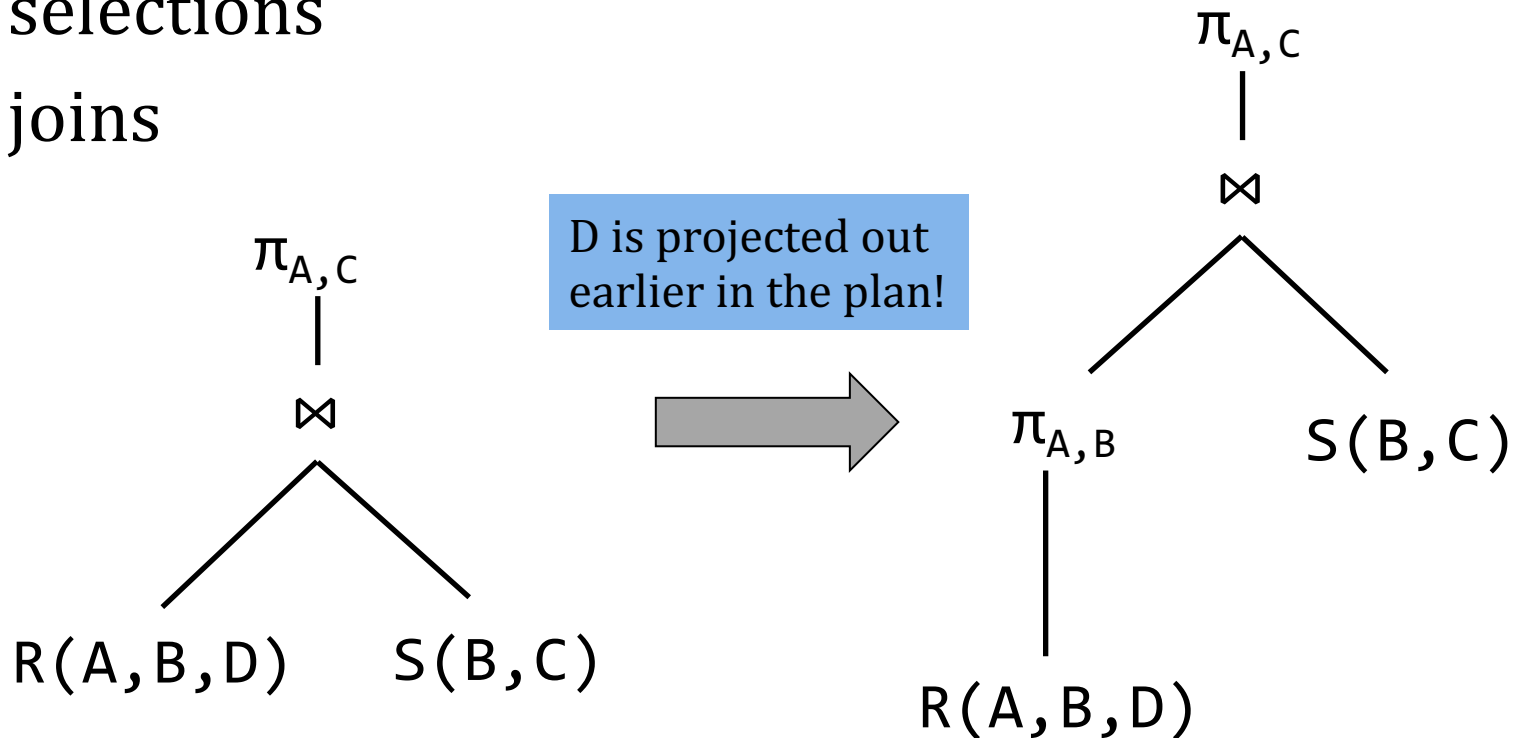 selections
joins
π_A,C
⋈
R(A,B,D) S(B,C)
D is projected out
earlier in the plan!
π_A,C
⋈
π_A,B S(B,C)
R(A,B,D)